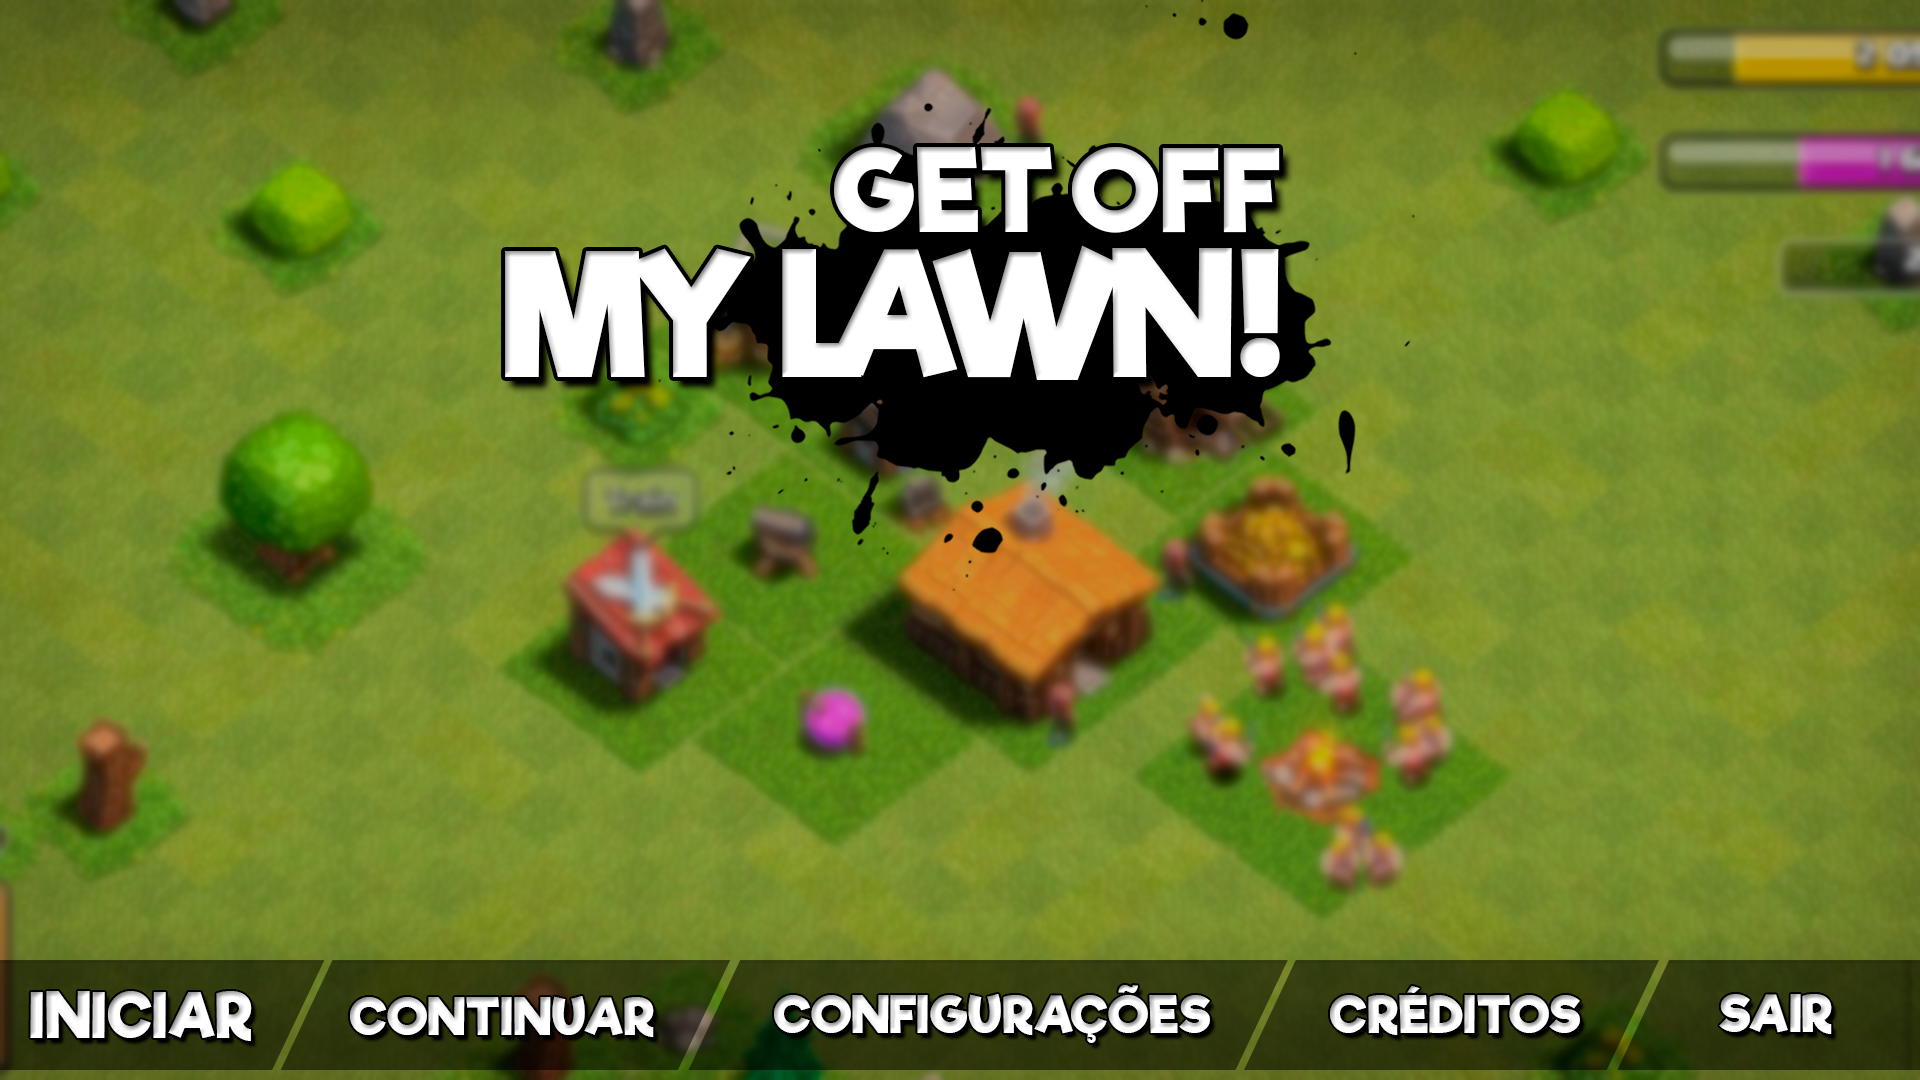 GET OFF
MY LAWN!
INICIAR
CONTINUAR
CONFIGURAÇÕES
CRÉDITOS
SAIR